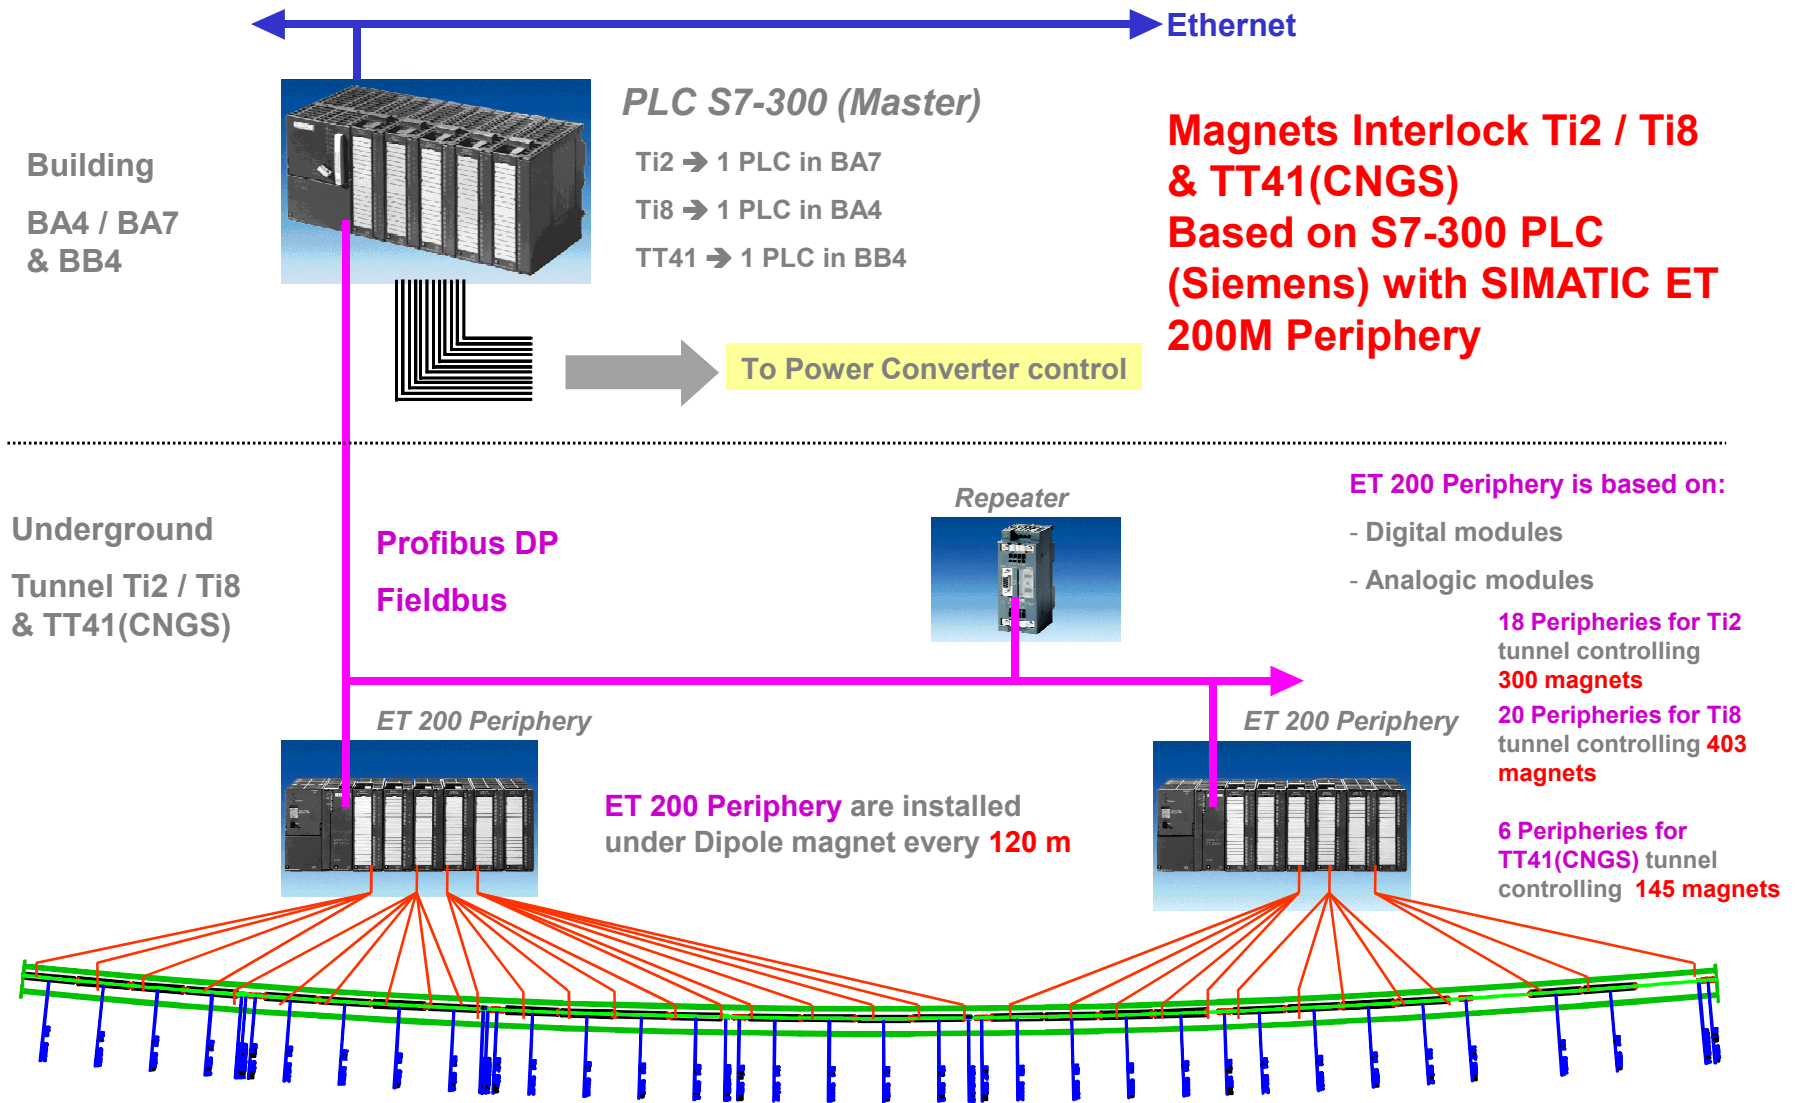 Ethernet
PLC S7-300 (Master)
Ti2 ➔ 1 PLC in BA7
Ti8 ➔ 1 PLC in BA4
TT41 ➔ 1 PLC in BB4
Building
BA4 / BA7
& BB4
Magnets Interlock Ti2 / Ti8
& TT41(CNGS)
Based on S7-300 PLC
(Siemens) with SIMATIC ET
200M Periphery
To Power Converter control
Underground
Tunnel Ti2 / Ti8
& TT41(CNGS)
Profibus DP
Fieldbus
Repeater
ET 200 Periphery is based on:
- Digital modules
- Analogic modules
18 Peripheries for Ti2
tunnel controlling
300 magnets
20 Peripheries for Ti8
tunnel controlling 403
magnets
6 Peripheries for
TT41(CNGS) tunnel
controlling 145 magnets
ET 200 Periphery
ET 200 Periphery
ET 200 Periphery are installed
under Dipole magnet every 120 m